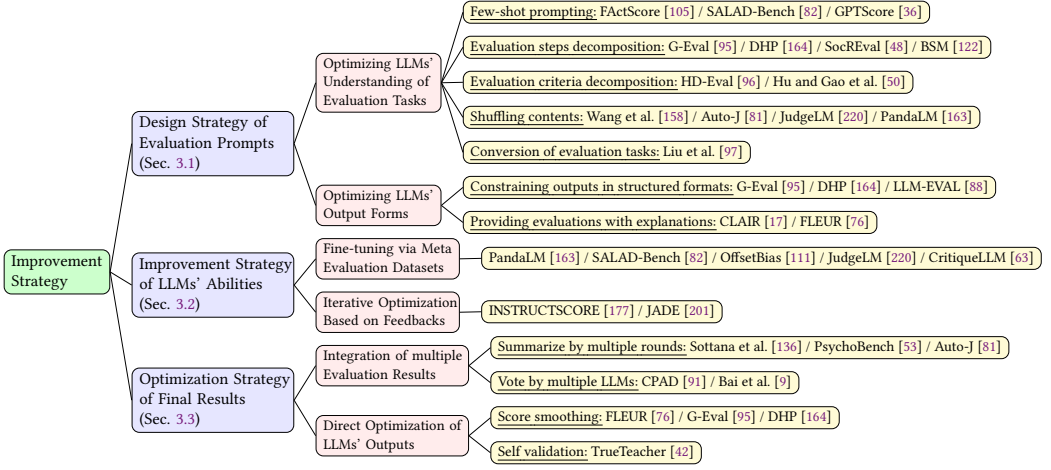 Few-shot prompting: FActScore [105] / SALAD-Bench [82] / GPTScore [36]
Evaluation steps decomposition: G-Eval [95] / DHP [164] / SocREval [48] / BSM [122]
Optimizing LLMs'
Understanding of
Evaluation Tasks
Evaluation criteria decomposition: HD-Eval [96] / Hu and Gao et al. [50]
Shuffling contents: Wang et al. [158] / Auto-J [81] / JudgeLM [220] / PandaLM [163]
Conversion of evaluation tasks: Liu et al. [97]
Design Strategy of
Evaluation Prompts
(Sec. 3.1)
Optimizing LLMs'
Output Forms
Constraining outputs in structured formats: G-Eval [95] / DHP [164] / LLM-EVAL [88]
Providing evaluations with explanations: CLAIR [17] / FLEUR [76]
Improvement
Strategy
Improvement Strategy
of LLMs' Abilities
(Sec. 3.2)
Fine-tuning via Meta
Evaluation Datasets
PandaLM [163] / SALAD-Bench [82] / OffsetBias [111] / JudgeLM [220] / CritiqueLLM [63]
Iterative Optimization
Based on Feedbacks
INSTRUCTSCORE [177] / JADE [201]
Integration of multiple
Evaluation Results
Summarize by multiple rounds: Sottana et al. [136] / PsychoBench [53] / Auto-J [81]
Vote by multiple LLMs: CPAD [91] / Bai et al. [9]
Optimization Strategy
of Final Results
(Sec. 3.3)
Direct Optimization of
LLMs' Outputs
Score smoothing: FLEUR [76] / G-Eval [95] / DHP [164]
Self validation: TrueTeacher [42]